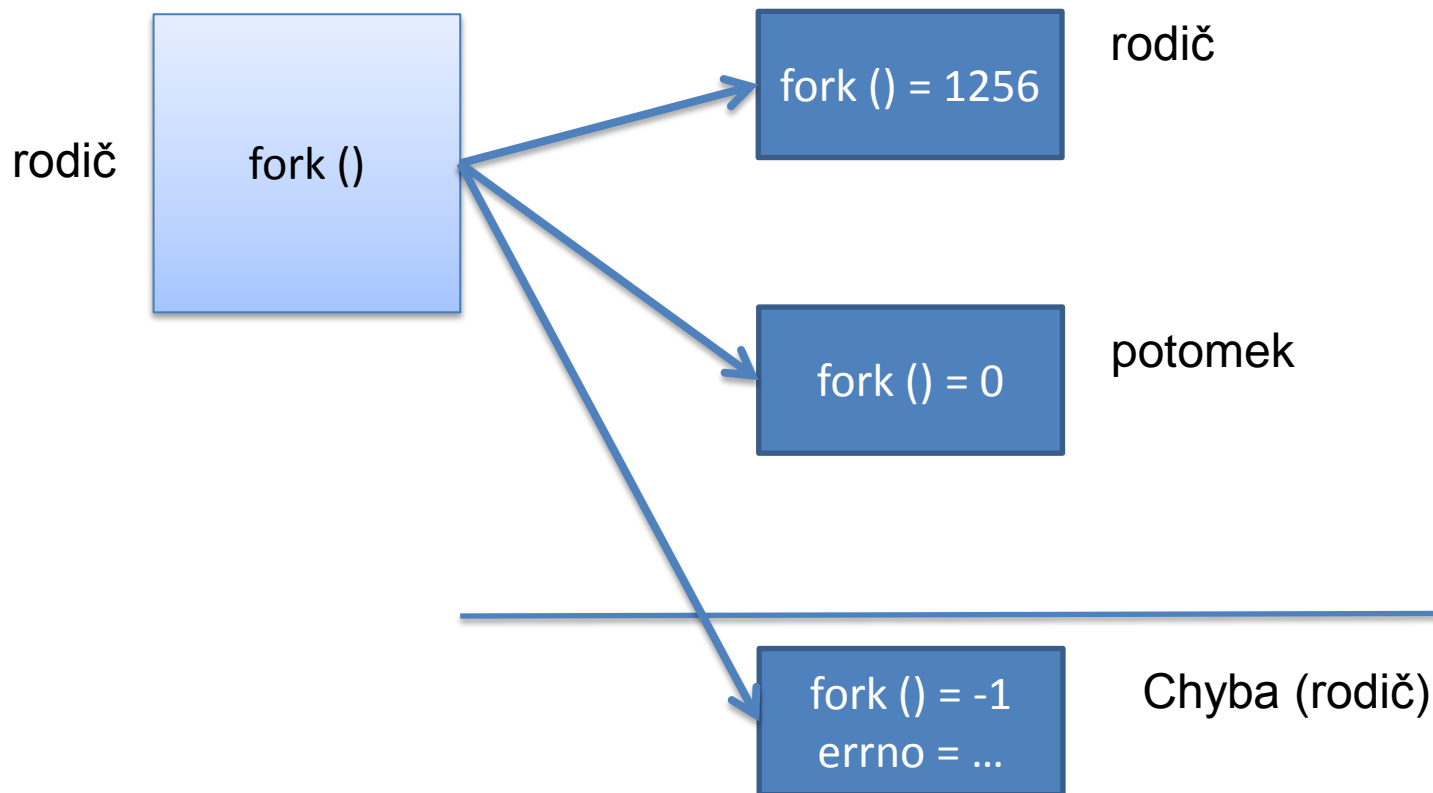 rodič
fork ()
fork () = 1256
rodič
fork () = 0
potomek
fork () = -1
errno = ...
Chyba (rodič)